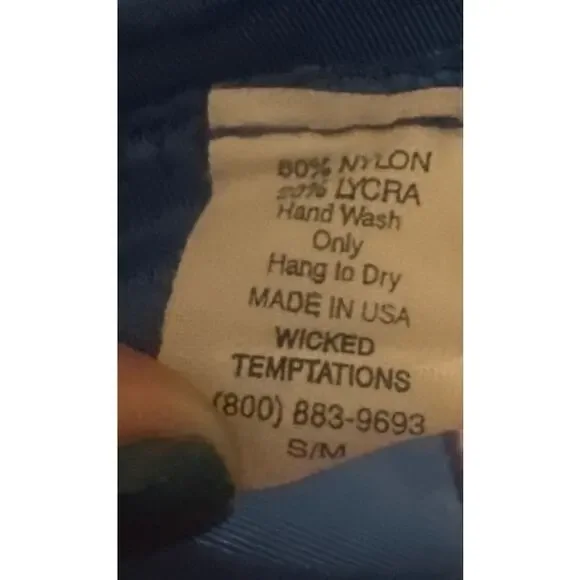 80% NYLON
20% LYCRA
Hand Wash
Only
Hang to Dry
MADE IN USA
WICKED
TEMPTATIONS
(800) 883-9693
S/M